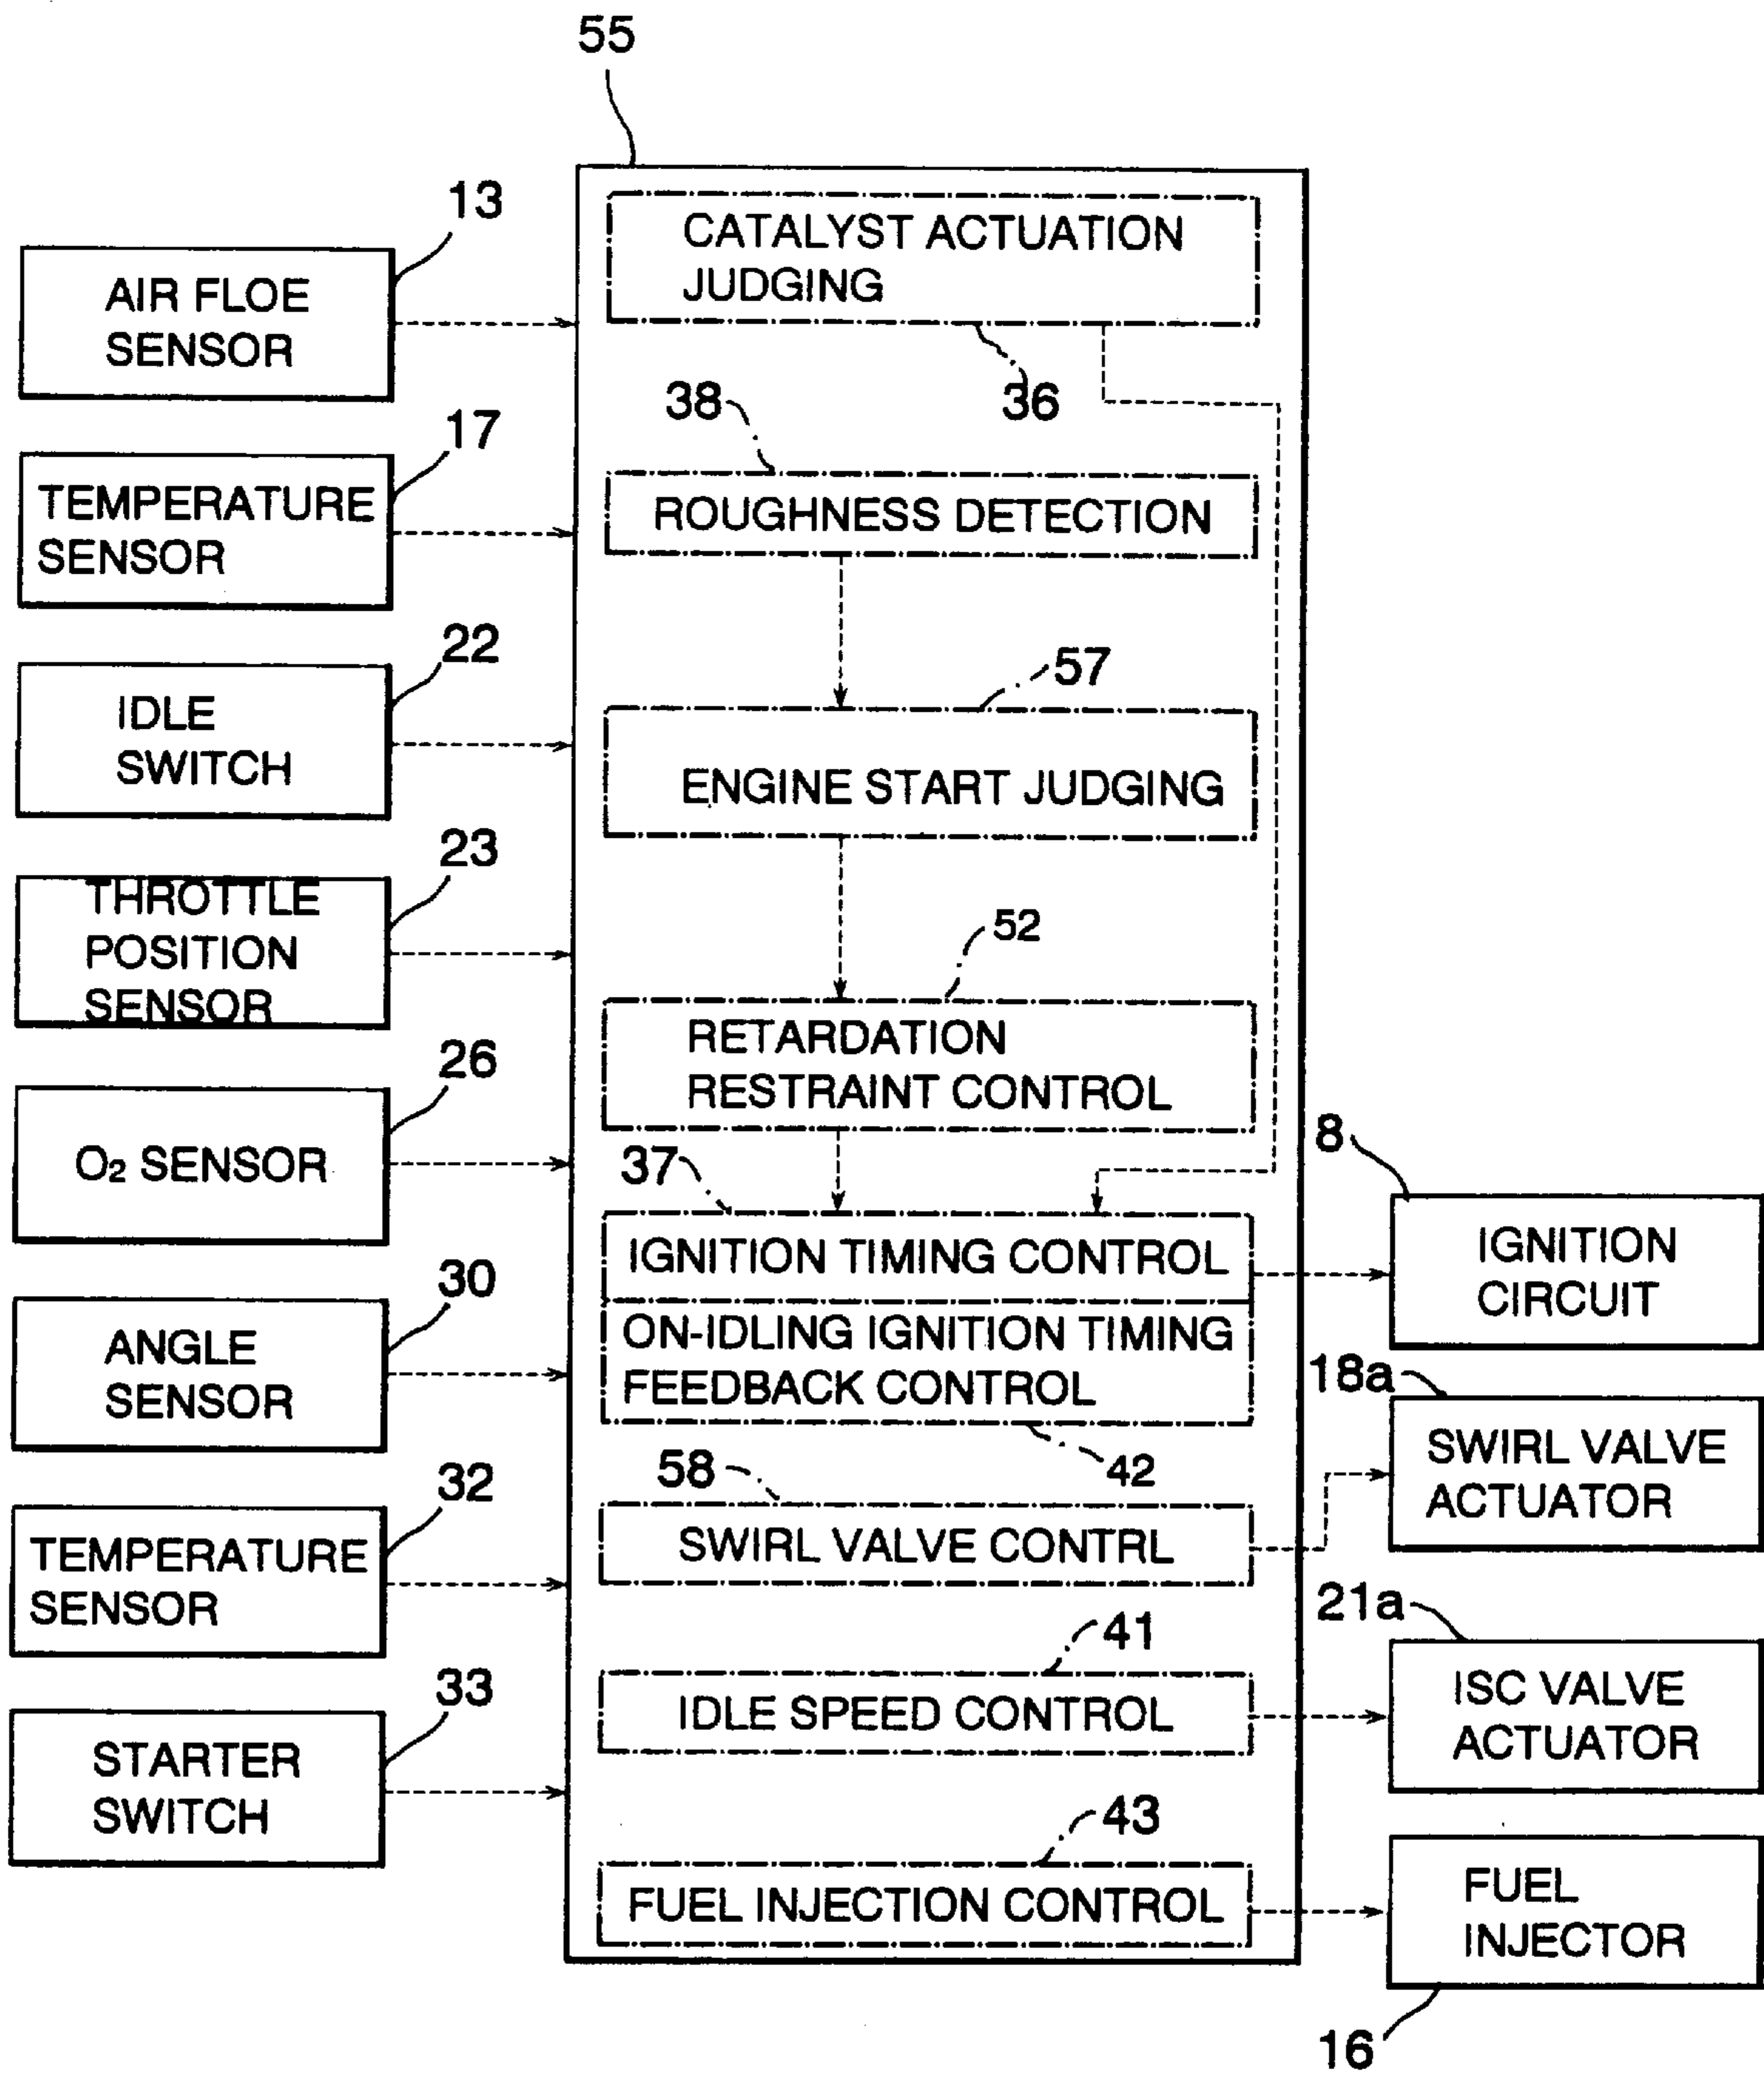 55
13
AIR FLOE
SENSOR
17
TEMPERATURE
SENSOR
22
IDLE
SWITCH
23
THROTTLE
POSITION
SENSOR
26
O₂ SENSOR
30
ANGLE
SENSOR
32
TEMPERATURE
SENSOR
33
STARTER
SWITCH
CATALYST ACTUATION
JUDGING
36
38
ROUGHNESS DETECTION
57
ENGINE START JUDGING
52
RETARDATION
RESTRAINT CONTROL
37
IGNITION TIMING CONTROL
ON-IDLING IGNITION TIMING
FEEDBACK CONTROL
42
58
SWIRL VALVE CONTRL
41
IDLE SPEED CONTROL
43
FUEL INJECTION CONTROL
8
IGNITION
CIRCUIT
18a
SWIRL VALVE
ACTUATOR
21a
ISC VALVE
ACTUATOR
FUEL
INJECTOR
16